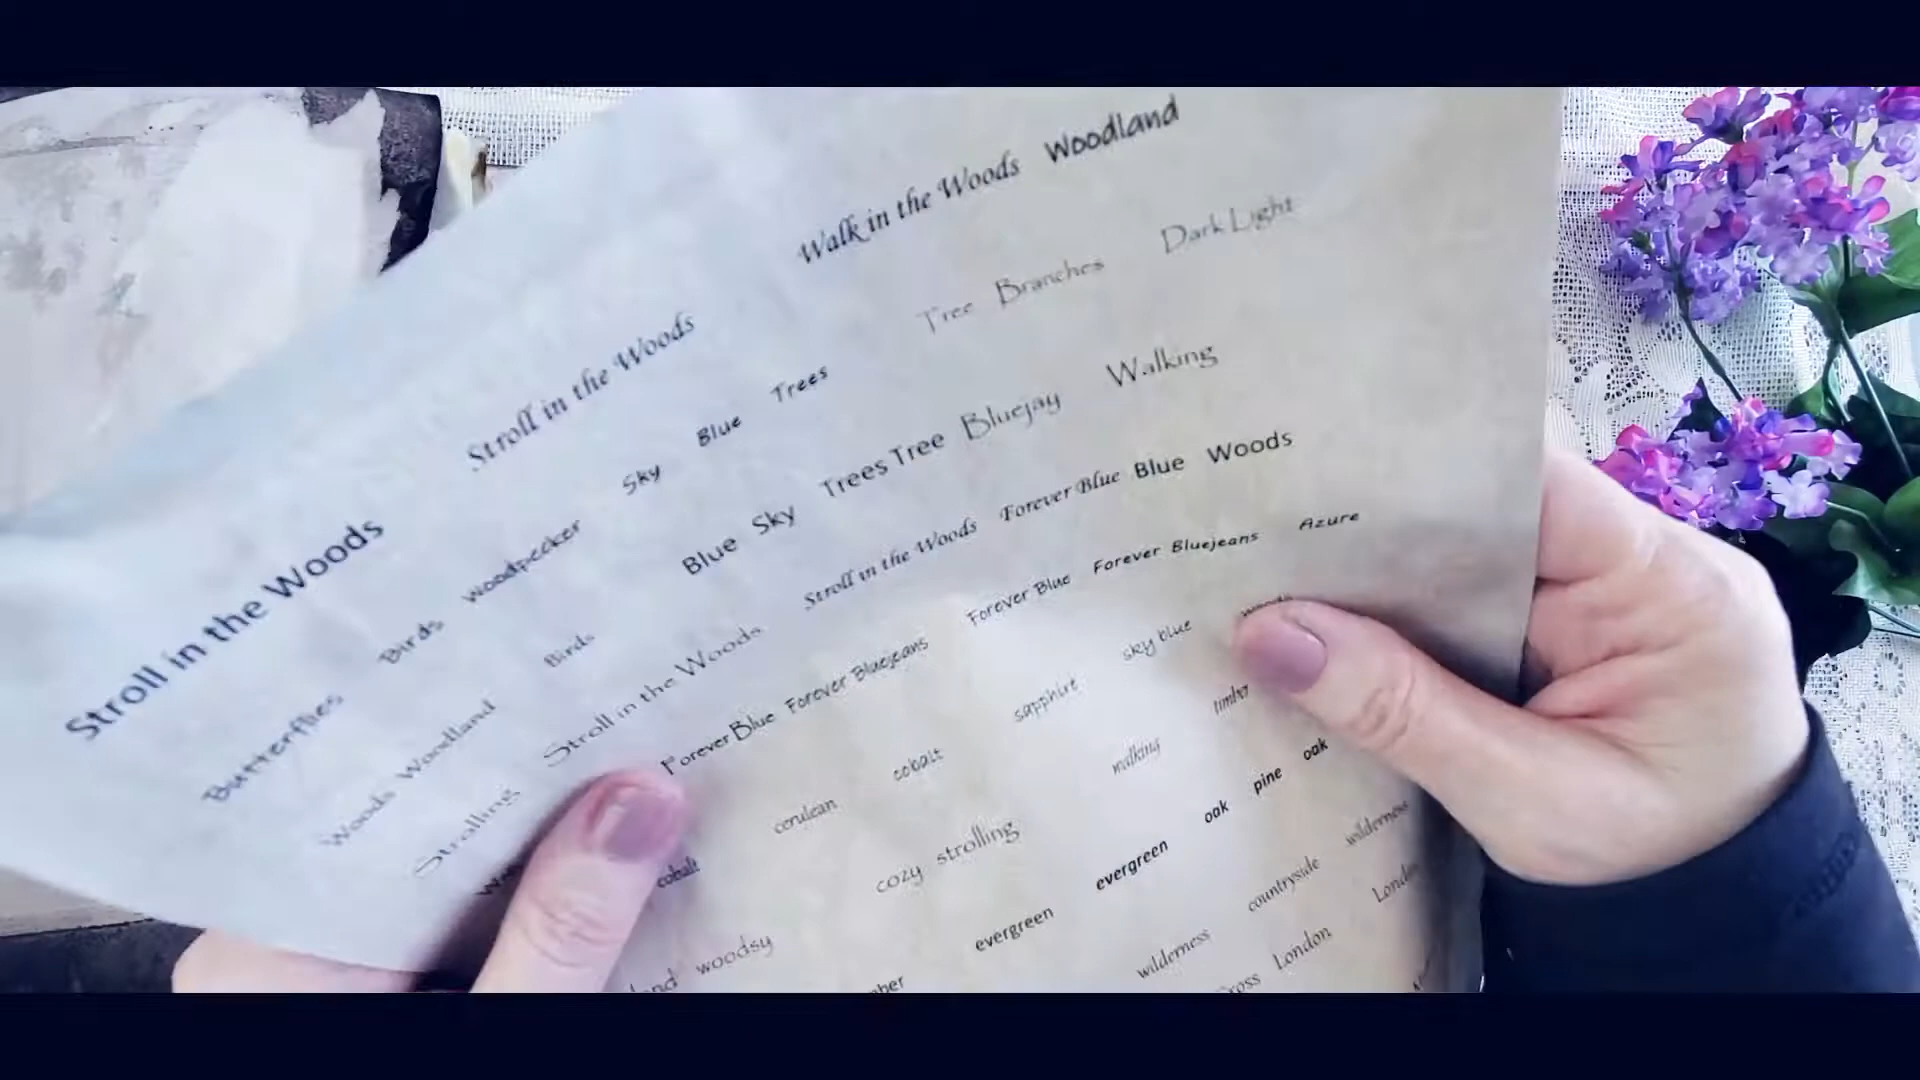 Stroll in the Woods Stroll in the Woods Walk in the Woods Woodland
Butterflies Birds Woodpecker Sky Blue Trees Tree Branches Dark Light
Woods Woodland Birds Blue Sky Trees Tree Bluejay Walking
Strolling Stroll in the Woods Stroll in the Woods Forever Blue Blue Woods
Forever Blue Forever Bluejeans Forever Blue Forever Bluejeans Azure
cobalt cerulean cobalt sapphire sky blue woods
woodsy cozy strolling walking timber
evergreen evergreen oak pine oak
wilderness countryside wilderness
London London